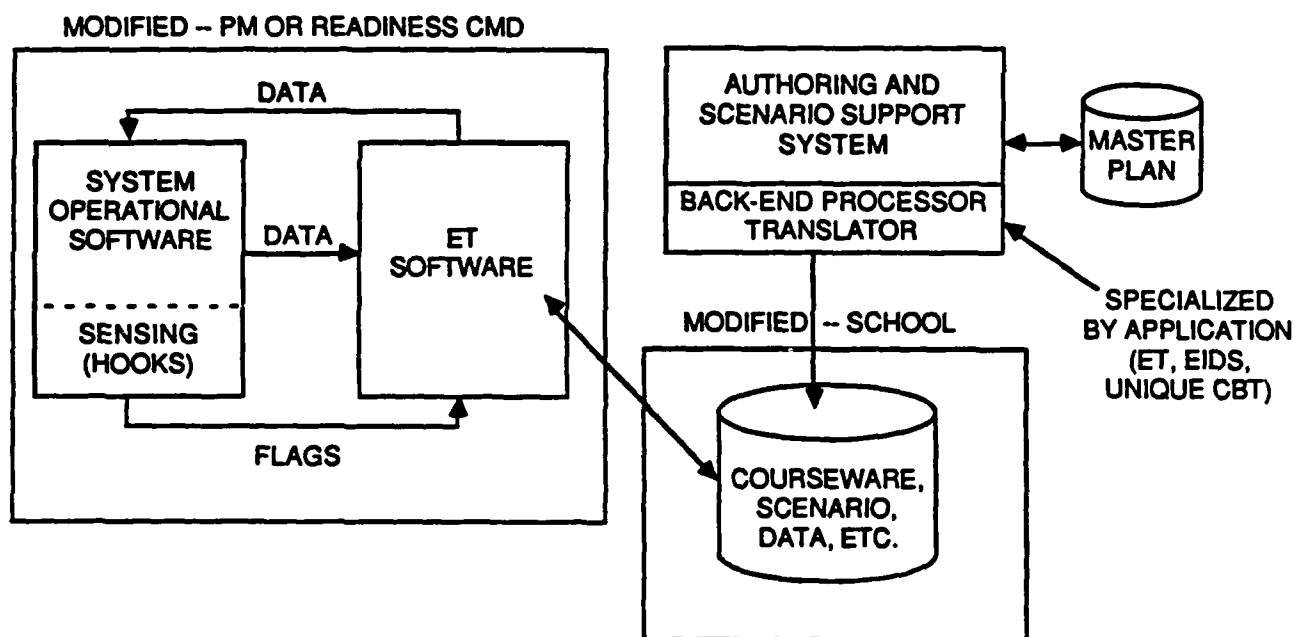 MODIFIED -- PM OR READINESS CMD
DATA
SYSTEM
OPERATIONAL
SOFTWARE
DATA
ET
SOFTWARE
SENSING
(HOOKS)
FLAGS
AUTHORING AND
SCENARIO SUPPORT
SYSTEM
BACK-END PROCESSOR
TRANSLATOR
MASTER
PLAN
SPECIALIZED
BY APPLICATION
(ET, EIDS,
UNIQUE CBT)
MODIFIED -- SCHOOL
COURSEWARE,
SCENARIO,
DATA, ETC.